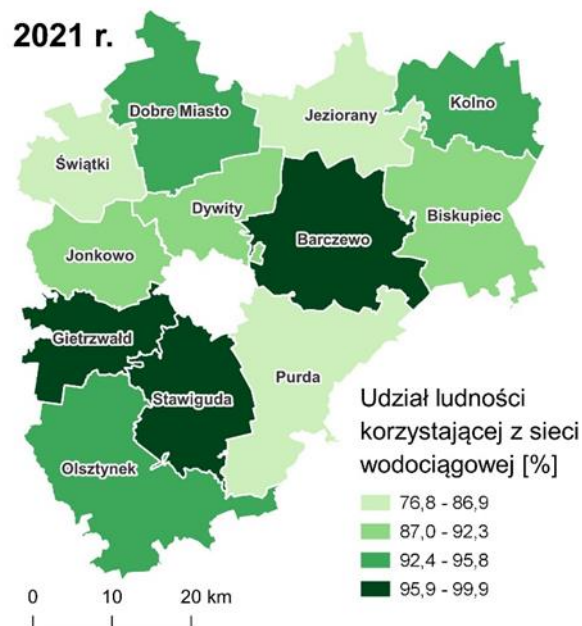 2021 r.
Dobre Miasto
Jeziorany
Kolno
Świątki
Dywity
Barczewo
Biskupiec
Jonkowo
Gietrzwałd
Stawiguda
Purda
Olsztynek
Udział ludności
korzystającej z sieci
wodociągowej [%]
76,8 - 86,9
87,0 - 92,3
92,4 - 95,8
95,9 - 99,9
0 10 20 km